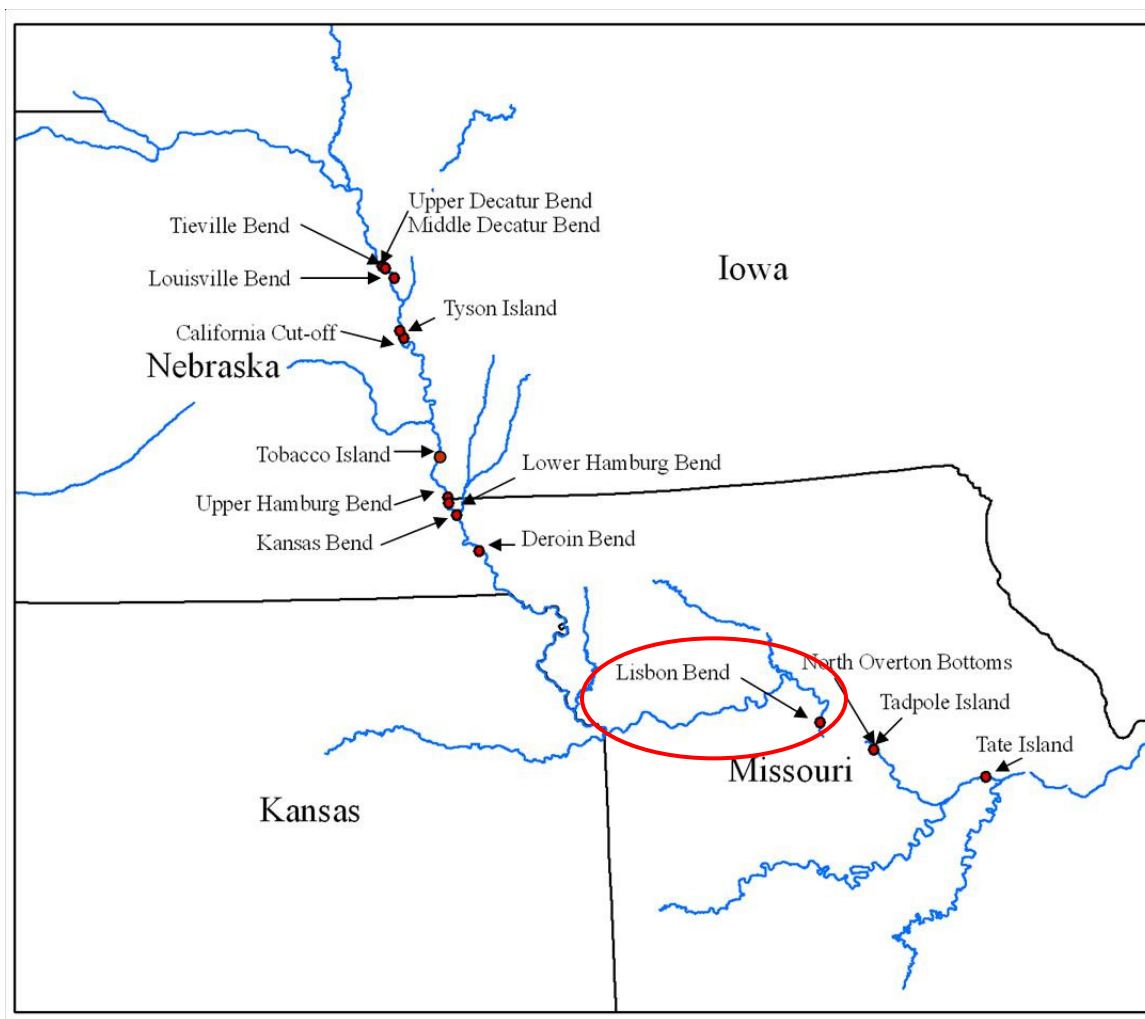 Upper Decatur Bend
Middle Decatur Bend
Tieville Bend
Louisville Bend
Iowa
Tyson Island
California Cut-off
Nebraska
Tobacco Island
Lower Hamburg Bend
Upper Hamburg Bend
Kansas Bend
Deroin Bend
Lisbon Bend
North Overton Bottoms
Tadpole Island
Tate Island
Missouri
Kansas